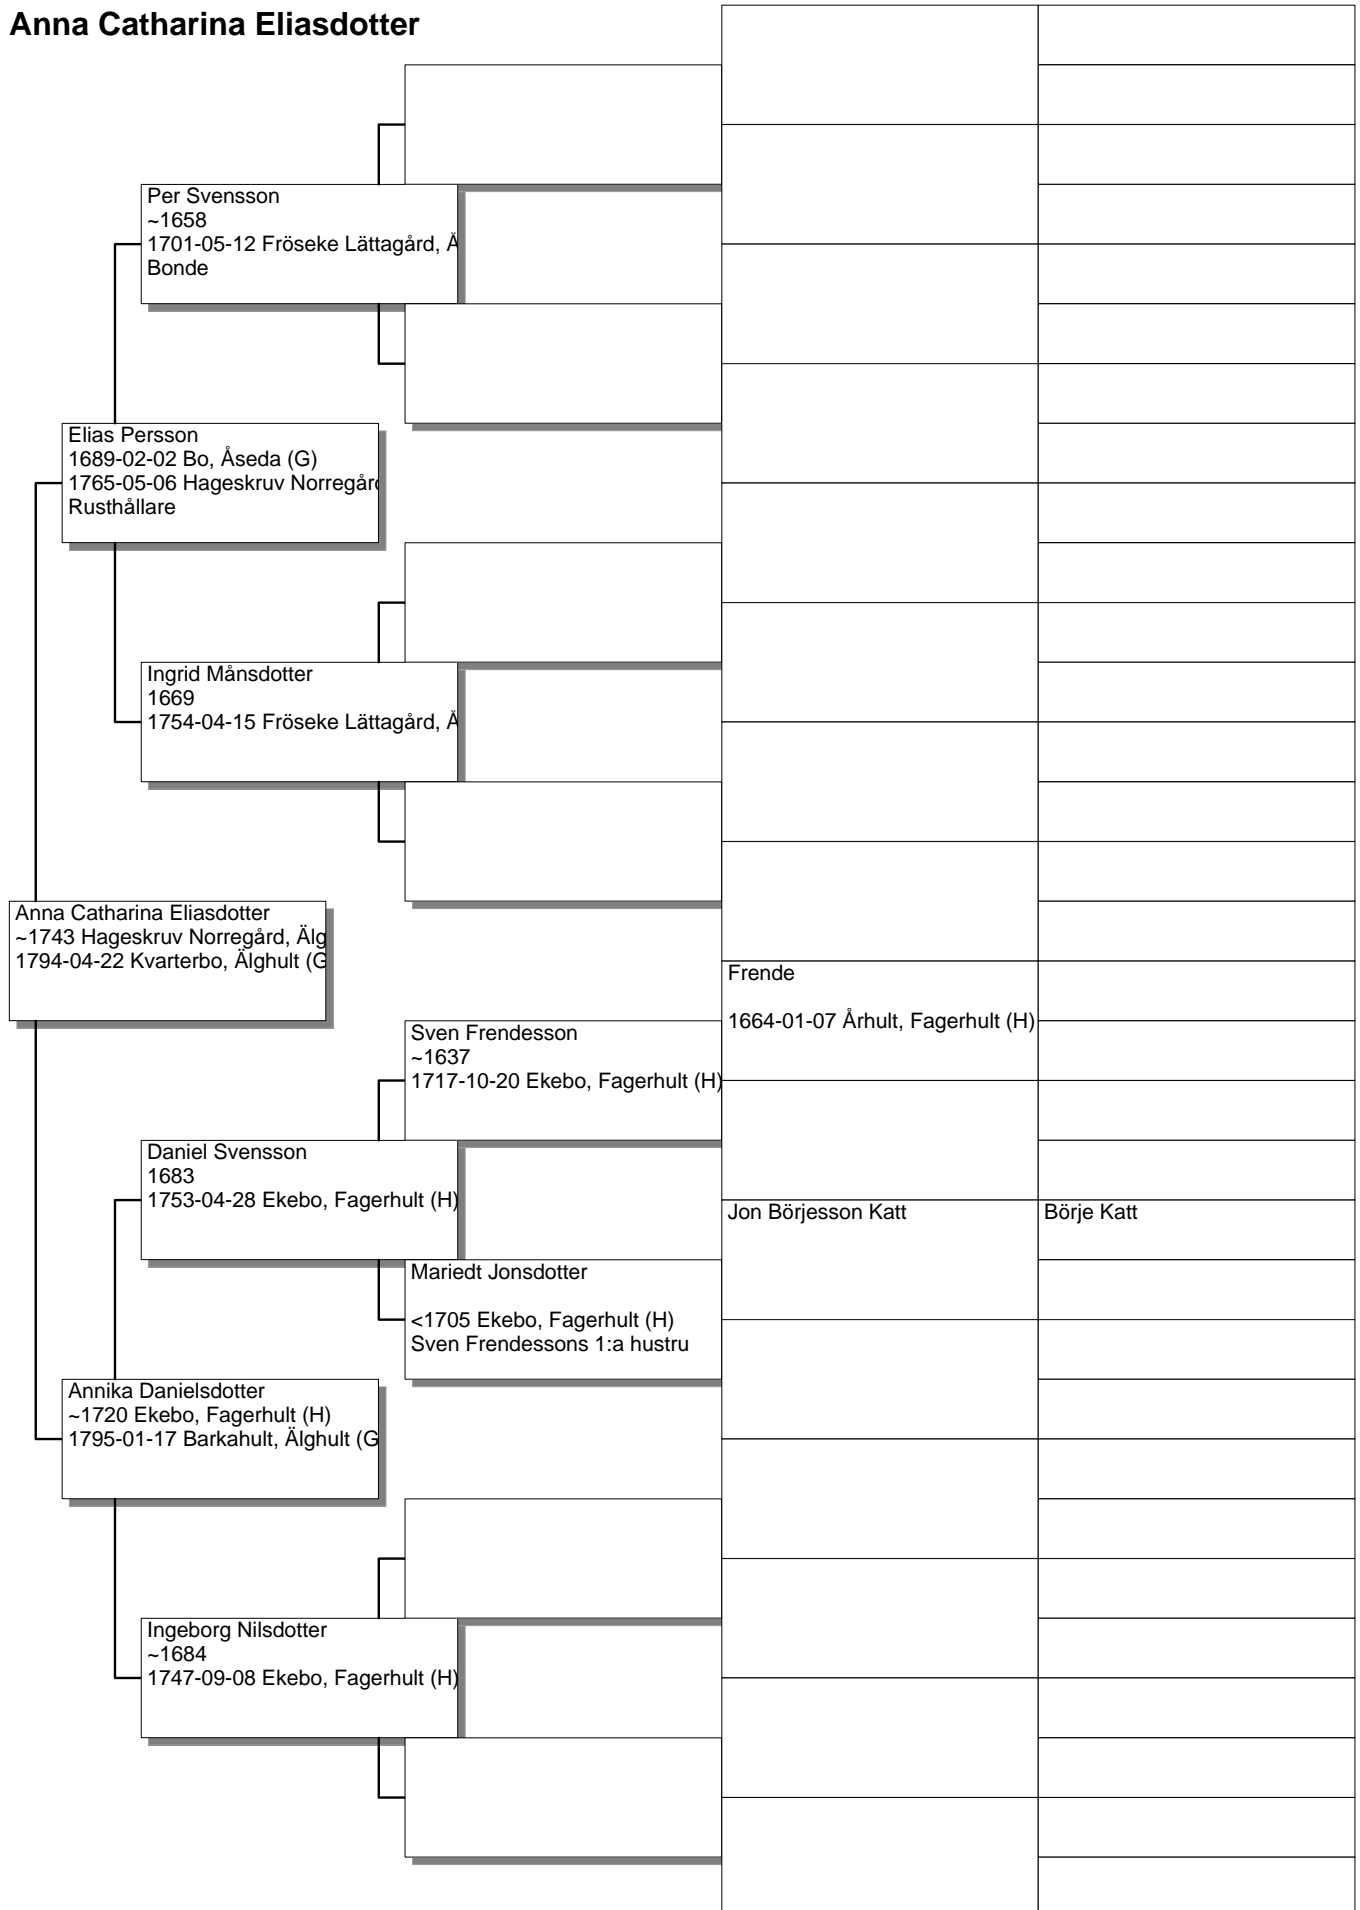 Anna Catharina Eliasdotter
Per Svensson
~1658
1701-05-12 Fröseke Lättagård, Ä
Bonde
Elias Persson
1689-02-02 Bo, Åseda (G)
1765-05-06 Hageskruv Norregård
Rusthållare
Ingrid Månsdotter
1669
1754-04-15 Fröseke Lättagård, Ä
Anna Catharina Eliasdotter
~1743 Hageskruv Norregård, Älg
1794-04-22 Kvarterbo, Älghult (G
Frende
1664-01-07 Århult, Fagerhult (H)
Sven Frendesson
~1637
1717-10-20 Ekebo, Fagerhult (H)
Daniel Svensson
1683
1753-04-28 Ekebo, Fagerhult (H)
Jon Börjesson Katt
Börje Katt
Mariedt Jonsdotter
<1705 Ekebo, Fagerhult (H)
Sven Frendessons 1:a hustru
Annika Danielsdotter
~1720 Ekebo, Fagerhult (H)
1795-01-17 Barkahult, Älghult (G
Ingeborg Nilsdotter
~1684
1747-09-08 Ekebo, Fagerhult (H)